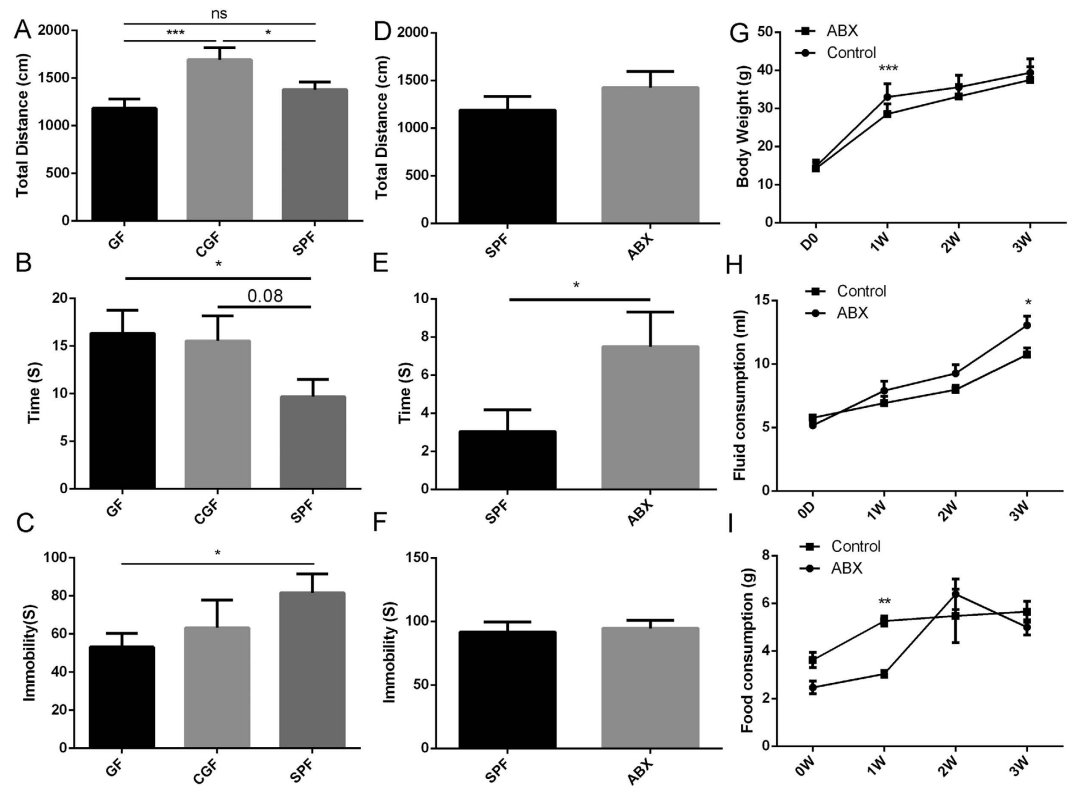 A
ns
***
*
Total Distance (cm)
2000
1500
1000
500
0
GF
CGF
SPF
B
*
0.08
Time (S)
20
15
10
5
0
GF
CGF
SPF
C
*
Immobility(S)
100
80
60
40
20
0
GF
CGF
SPF
D
Total Distance (cm)
2000
1500
1000
500
0
SPF
ABX
E
*
Time (S)
10
8
6
4
2
0
SPF
ABX
F
Immobility (S)
150
100
50
0
SPF
ABX
G
ABX
Control
***
Body Weight (g)
50
40
30
20
10
0
D0
1W
2W
3W
H
Control
ABX
*
Fluid consumption (ml)
15
10
5
0
0D
1W
2W
3W
I
Control
ABX
**
Food consumption (g)
8
6
4
2
0
0W
1W
2W
3W